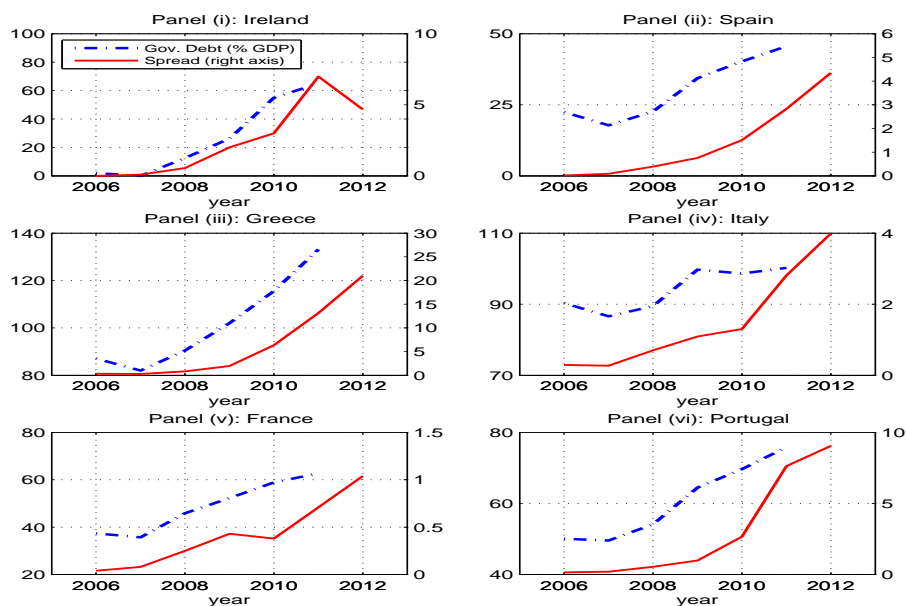 Panel (i): Ireland
100
80
60
40
20
0
10
5
0
Gov. Debt (% GDP)
Spread (right axis)
2006 2008 2010 2012
year
Panel (ii): Spain
50
25
0
6
5
4
3
2
1
0
2006 2008 2010 2012
year
Panel (iii): Greece
140
120
100
80
30
25
20
15
10
5
0
2006 2008 2010 2012
year
Panel (iv): Italy
110
90
70
4
2
0
2006 2008 2010 2012
year
Panel (v): France
80
60
40
20
1.5
1
0.5
0
2006 2008 2010 2012
year
Panel (vi): Portugal
80
60
40
10
5
0
2006 2008 2010 2012
year